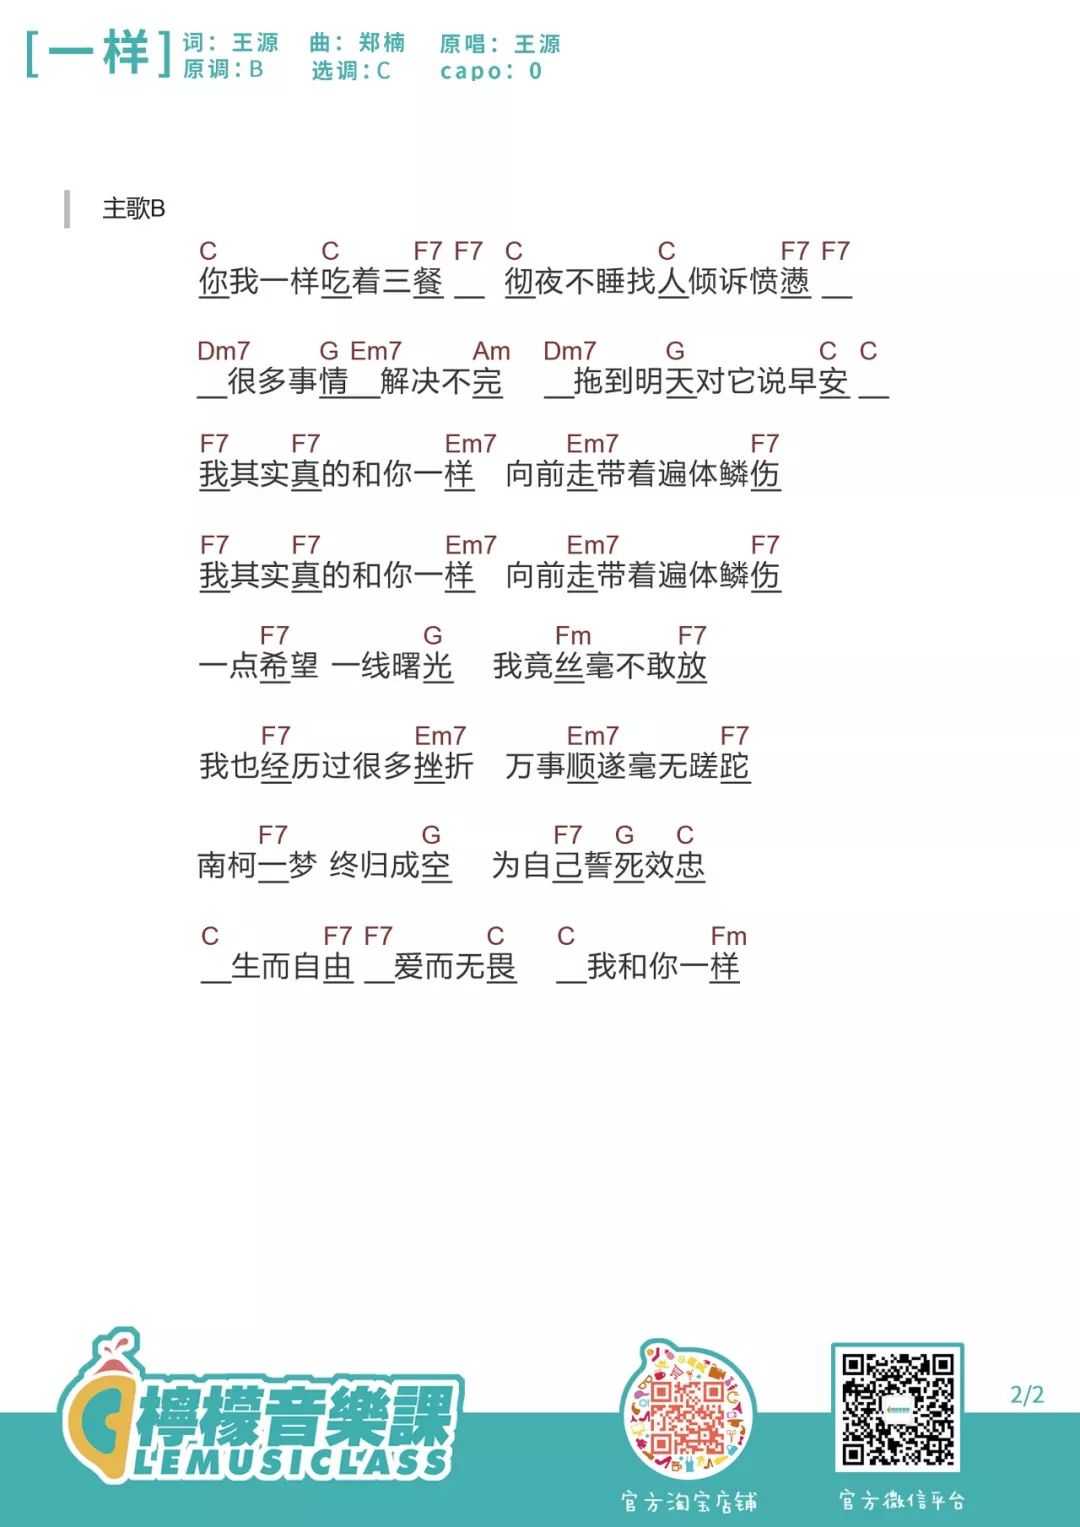 [一样] 词：王源 曲：郑楠 原唱：王源
原调：B 选调：C capo：0
主歌B
C C F7 F7 C C F7 F7
你我一样吃着三餐 __ 彻夜不睡找人倾诉愤懑 __
Dm7 G Em7 Am Dm7 G C C
__很多事情__解决不完 __拖到明天对它说早安 __
F7 F7 Em7 Em7 F7
我其实真的和你一样 向前走带着遍体鳞伤
F7 F7 Em7 Em7 F7
我其实真的和你一样 向前走带着遍体鳞伤
F7 G Fm F7
一点希望 一线曙光 我竟丝毫不敢放
F7 Em7 Em7 F7
我也经历过很多挫折 万事顺遂毫无蹉跎
F7 G F7 G C
南柯一梦 终归成空 为自己誓死效忠
C F7 F7 C C Fm
__生而自由 __爱而无畏 __我和你一样
檸檬音樂課
LEMUSICLASS
官方淘宝店铺
官方微信平台
2/2